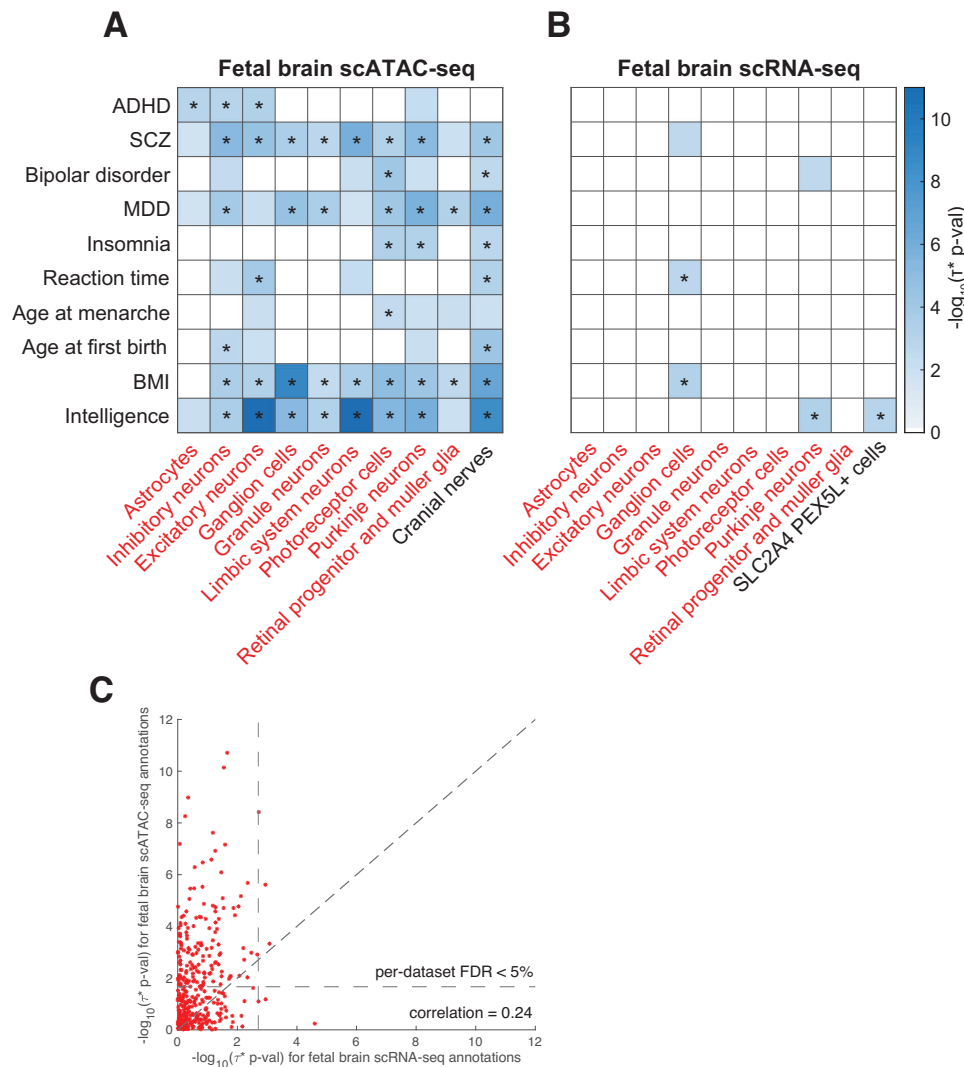 A
B
Fetal brain scATAC-seq
Fetal brain scRNA-seq
ADHD
SCZ
Bipolar disorder
MDD
Insomnia
Reaction time
Age at menarche
Age at first birth
BMI
Intelligence
* * *
* * * * * * * *
* *
* * * * * * *
* * *
* * *
*
* *
* * * * * * * * *
* * * * * * * *
*
*
* *
10
8
6
4
2
0
-log10(τ* p-val)
Astrocytes
Inhibitory neurons
Excitatory neurons
Ganglion cells
Granule neurons
Limbic system neurons
Photoreceptor cells
Purkinje neurons
Retinal progenitor and muller glia
Cranial nerves
Astrocytes
Inhibitory neurons
Excitatory neurons
Ganglion cells
Granule neurons
Limbic system neurons
Photoreceptor cells
Purkinje neurons
Retinal progenitor and muller glia
SLC2A4 PEX5L+ cells
C
-log10(τ* p-val) for fetal brain scATAC-seq annotations
12
10
8
6
4
2
0
per-dataset FDR < 5%
correlation = 0.24
0 2 4 6 8 10 12
-log10(τ* p-val) for fetal brain scRNA-seq annotations